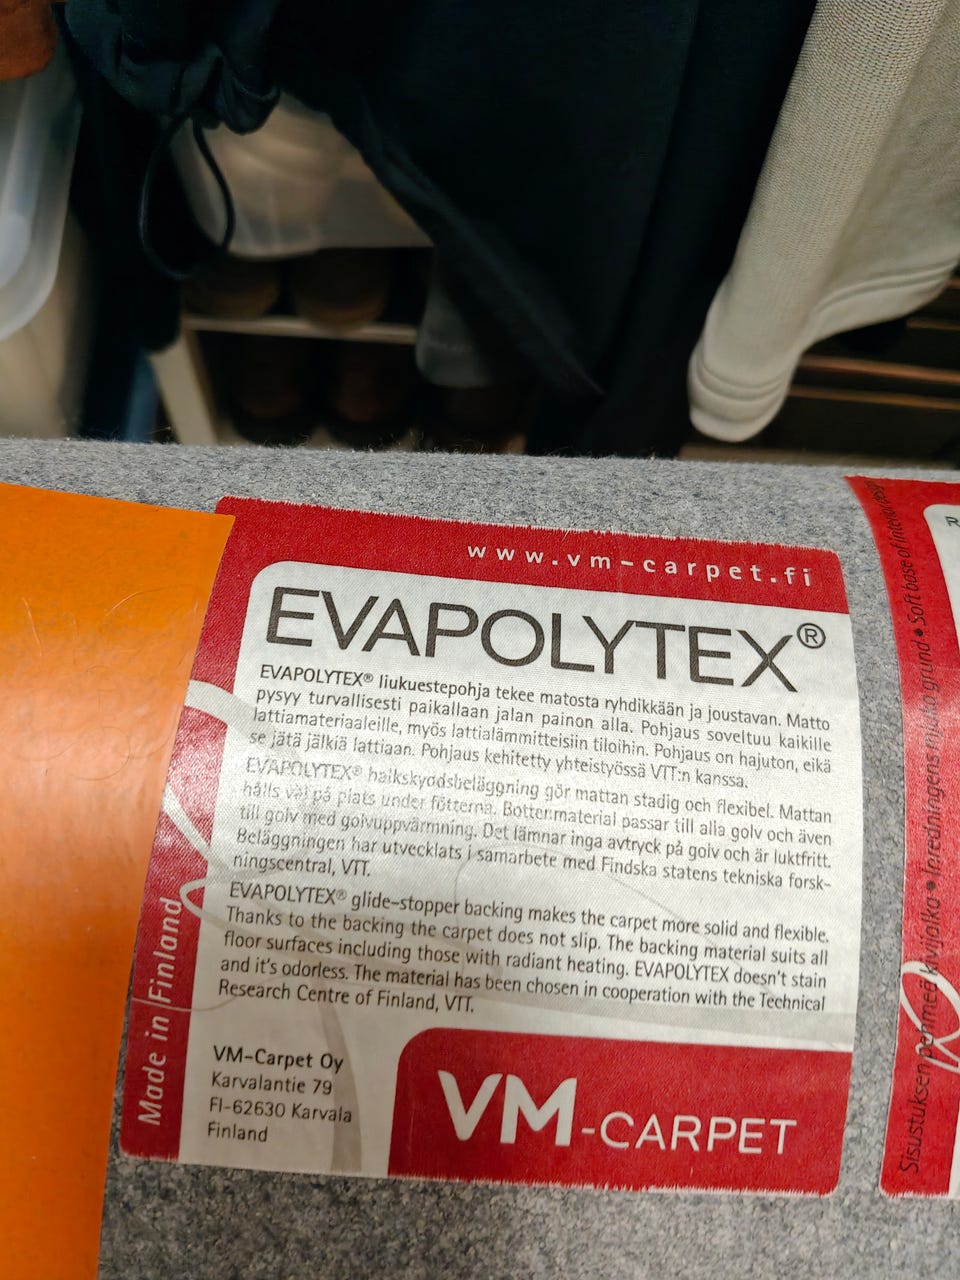 www.vm-carpet.fi
EVAPOLYTEX®
EVAPOLYTEX® liukuestepohja tekee matosta ryhdikkään ja joustavan. Matto
pysyy turvallisesti paikallaan jalan painon alla. Pohjaus soveltuu kaikille
lattiamateriaaleille, myös lattialämmitteisiin tiloihin. Pohjaus on hajuton, eikä
se jätä jälkiä lattiaan. Pohjaus kehitetty yhteistyössä VTT:n kanssa.
EVAPOLYTEX® halkskyddsbeläggning gör mattan stadig och flexibel. Mattan
hålls väl på plats under fötterna. Bottenmaterial passar till alla golv och även
till golv med golvuppvärmning. Det lämnar inga avtryck på golv och är luktfritt.
Beläggningen har utvecklats i samarbete med Findska statens tekniska forsk-
ningscentral, VTT.
EVAPOLYTEX® glide-stopper backing makes the carpet more solid and flexible.
Thanks to the backing the carpet does not slip. The backing material suits all
floor surfaces including those with radiant heating. EVAPOLYTEX doesn't stain
and it's odorless. The material has been chosen in cooperation with the Technical
Research Centre of Finland, VTT.
Made in Finland
VM-Carpet Oy
Karvalantie 79
FI-62630 Karvala
Finland
VM-CARPET
Sisustuksen pehmeä kivijalka • Inredningens mjuka grund • Soft base of interior design
R